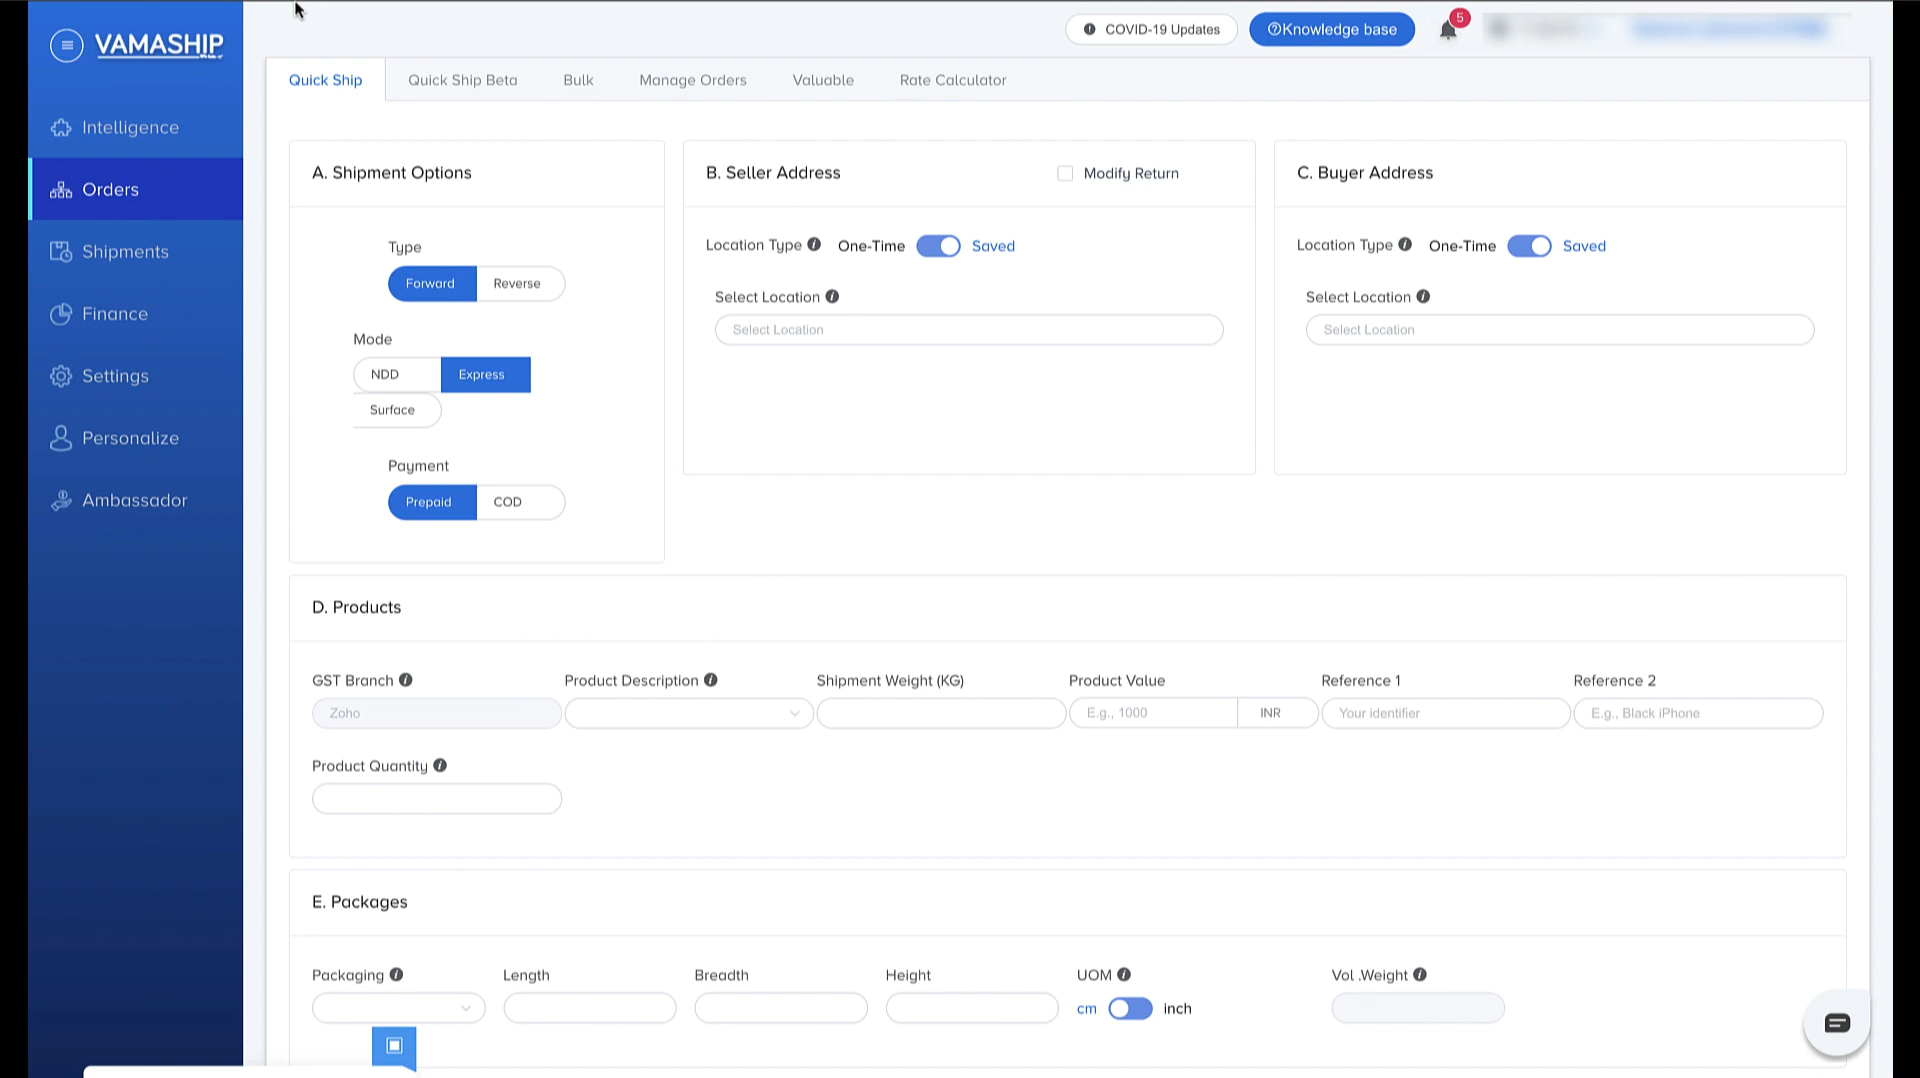 VAMASHIP
COVID-19 Updates
Knowledge base
5
Intelligence
Orders
Shipments
Finance
Settings
Personalize
Ambassador
Quick Ship
Quick Ship Beta
Bulk
Manage Orders
Valuable
Rate Calculator
A. Shipment Options
Type
Forward
Reverse
Mode
NDD
Express
Surface
Payment
Prepaid
COD
B. Seller Address
Modify Return
Location Type
One-Time
Saved
Select Location
Select Location
C. Buyer Address
Location Type
One-Time
Saved
Select Location
Select Location
D. Products
GST Branch
Product Description
Shipment Weight (KG)
Product Value
Reference 1
Reference 2
Zoho
E.g., 1000
INR
Your identifier
E.g., Black iPhone
Product Quantity
E. Packages
Packaging
Length
Breadth
Height
UOM
Vol .Weight
cm
inch